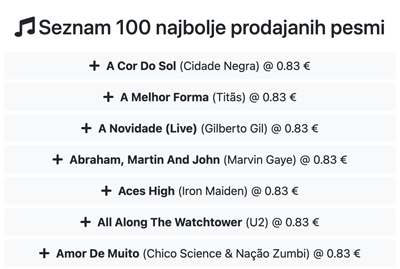 Seznam 100 najbolje prodajanih pesmi
A Cor Do Sol (Cidade Negra) @ 0.83 €
A Melhor Forma (Titãs) @ 0.83 €
A Novidade (Live) (Gilberto Gil) @ 0.83 €
Abraham, Martin And John (Marvin Gaye) @ 0.83 €
Aces High (Iron Maiden) @ 0.83 €
All Along The Watchtower (U2) @ 0.83 €
Amor De Muito (Chico Science & Nação Zumbi) @ 0.83 €